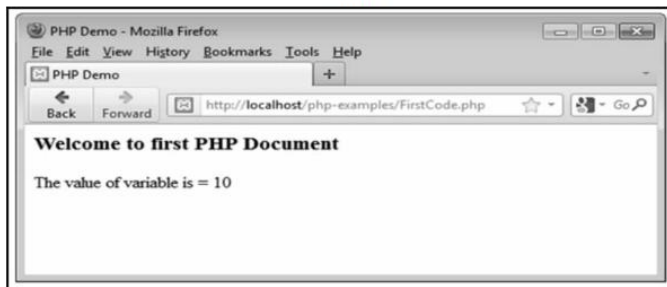 PHP Demo - Mozilla Firefox
File Edit View History Bookmarks Tools Help
PHP Demo
Back Forward http://localhost/php-examples/FirstCode.php Go
Welcome to first PHP Document
The value of variable is = 10